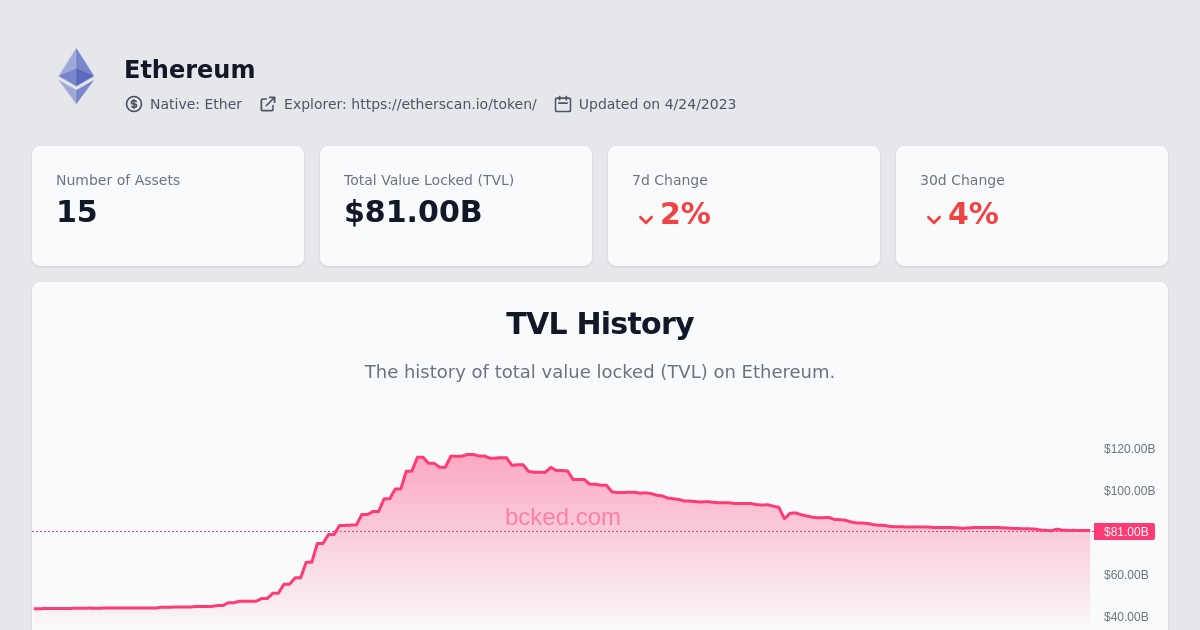 Ethereum
Native: Ether Explorer: https://etherscan.io/token/ Updated on 4/24/2023
Number of Assets
15
Total Value Locked (TVL)
$81.00B
7d Change
2%
30d Change
4%
TVL History
The history of total value locked (TVL) on Ethereum.
$120.00B
$100.00B
bcked.com
$81.00B
$60.00B
$40.00B